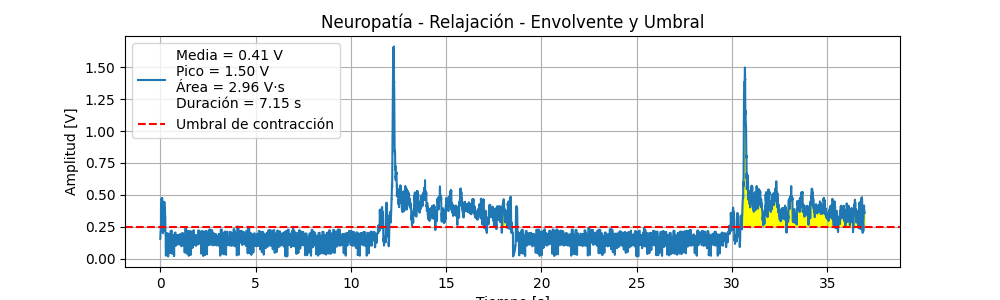 Neuropatía - Relajación - Envolvente y Umbral
Media = 0.41 V
Pico = 1.50 V
Área = 2.96 V·s
Duración = 7.15 s
Umbral de contracción
Amplitud [V]
1.50
1.25
1.00
0.75
0.50
0.25
0.00
0 5 10 15 20 25 30 35
Tiempo [s]